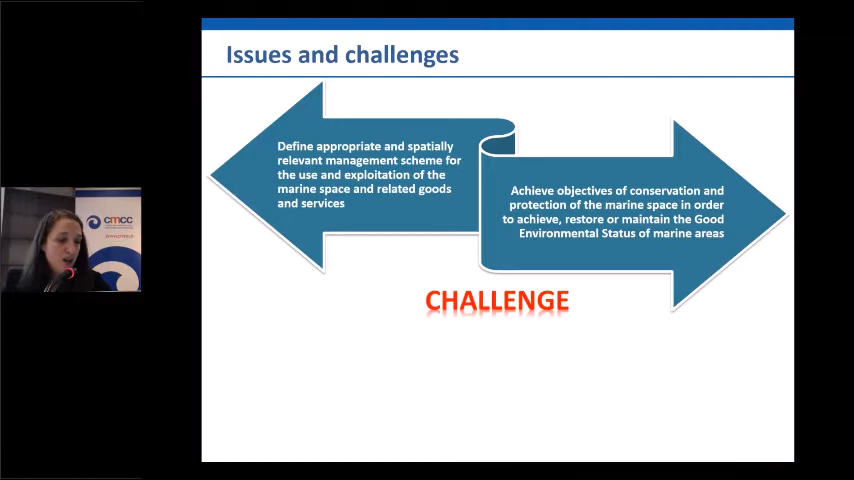 Issues and challenges
Define appropriate and spatially
relevant management scheme for
the use and exploitation of the
marine space and related goods
and services
Achieve objectives of conservation and
protection of the marine space in order
to achieve, restore or maintain the Good
Environmental Status of marine areas
CHALLENGE
cmcc